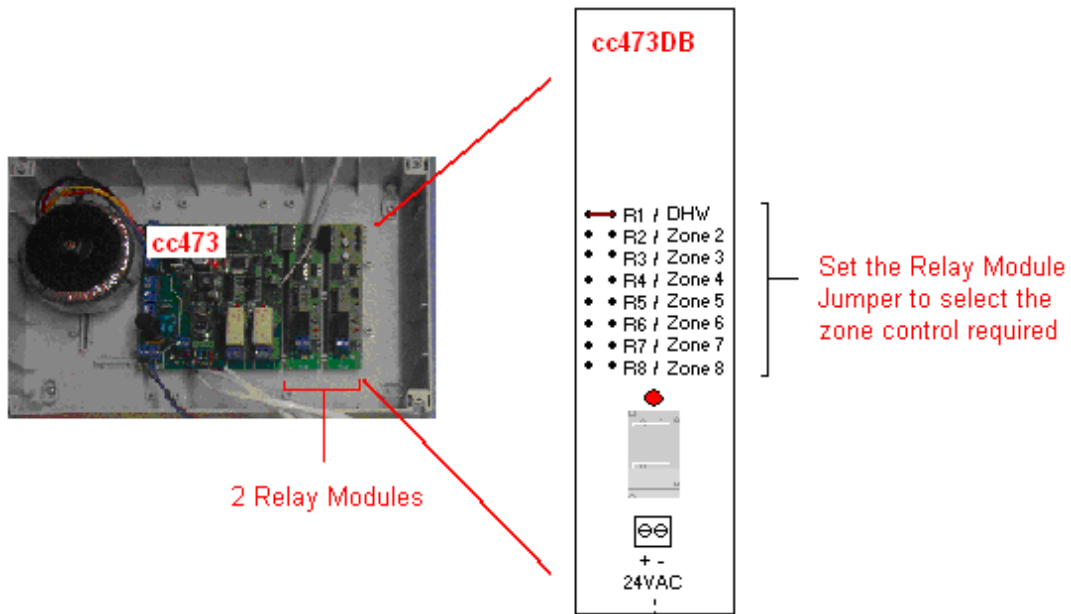 cc473DB
cc473
R1 / DHW
R2 / Zone 2
R3 / Zone 3
R4 / Zone 4
R5 / Zone 5
R6 / Zone 6
R7 / Zone 7
R8 / Zone 8
Set the Relay Module
Jumper to select the
zone control required
2 Relay Modules
+ -
24VAC